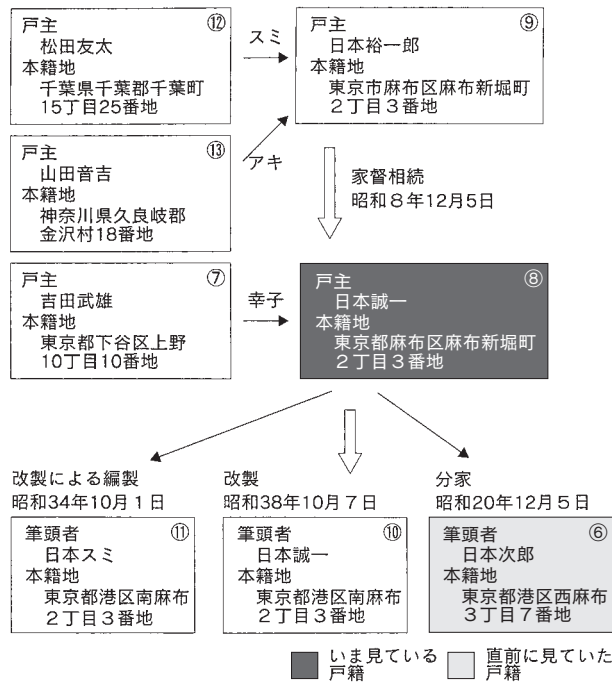 戸主 ⑫
松田友太
本籍地
千葉県千葉郡千葉町
15丁目25番地
スミ
戸主 ⑨
日本裕一郎
本籍地
東京市麻布区麻布新堀町
2丁目3番地
戸主 ⑬
山田音吉
本籍地
神奈川県久良岐郡
金沢村18番地
アキ
家督相続
昭和8年12月5日
戸主 ⑦
吉田武雄
本籍地
東京都下谷区上野
10丁目10番地
幸子
戸主 ⑧
日本誠一
本籍地
東京都麻布区麻布新堀町
2丁目3番地
改製による編製
昭和34年10月1日
筆頭者 ⑪
日本スミ
本籍地
東京都港区南麻布
2丁目3番地
改製
昭和38年10月7日
筆頭者 ⑩
日本誠一
本籍地
東京都港区南麻布
2丁目3番地
分家
昭和20年12月5日
筆頭者 ⑥
日本次郎
本籍地
東京都港区西麻布
3丁目7番地
いま見ている
戸籍
直前に見ていた
戸籍